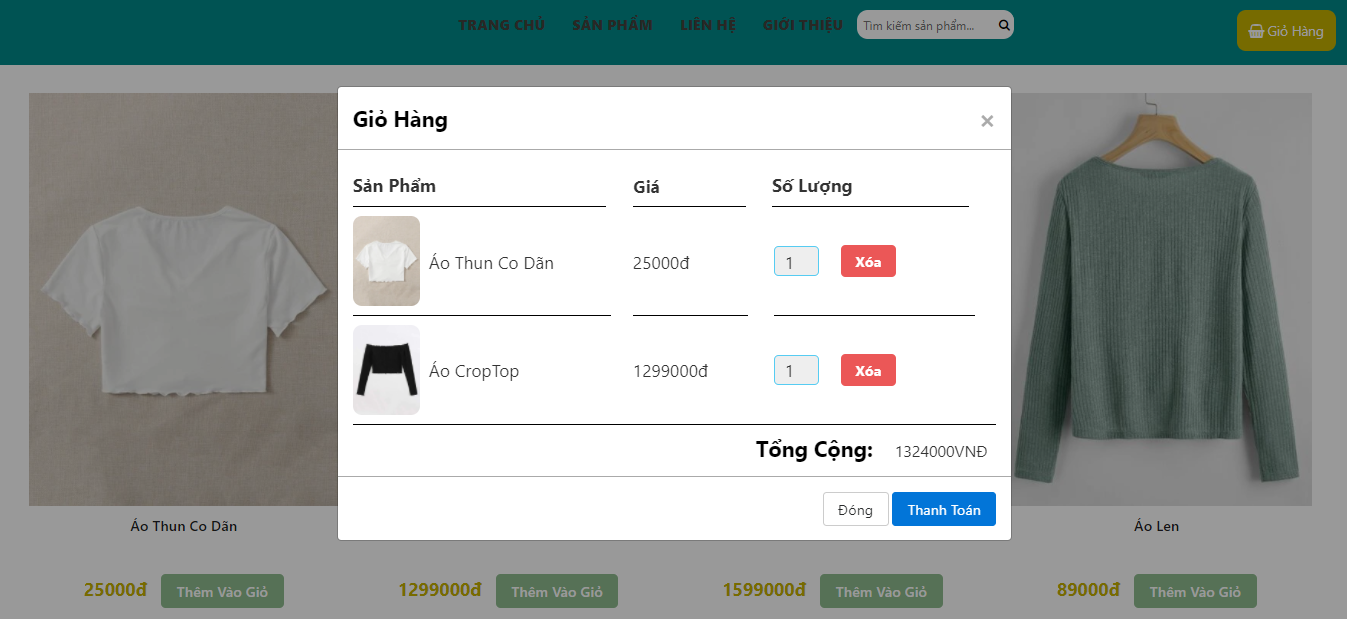 TRANG CHỦ SẢN PHẨM LIÊN HỆ GIỚI THIỆU Tìm kiếm sản phẩm... Giỏ Hàng
Giỏ Hàng ×
Sản Phẩm Giá Số Lượng
Áo Thun Co Dãn 25000đ 1 Xóa
Áo CropTop 1299000đ 1 Xóa
Tổng Cộng: 1324000VNĐ
Đóng Thanh Toán
Áo Thun Co Dãn Áo Len
25000đ Thêm Vào Giỏ 1299000đ Thêm Vào Giỏ 1599000đ Thêm Vào Giỏ 89000đ Thêm Vào Giỏ